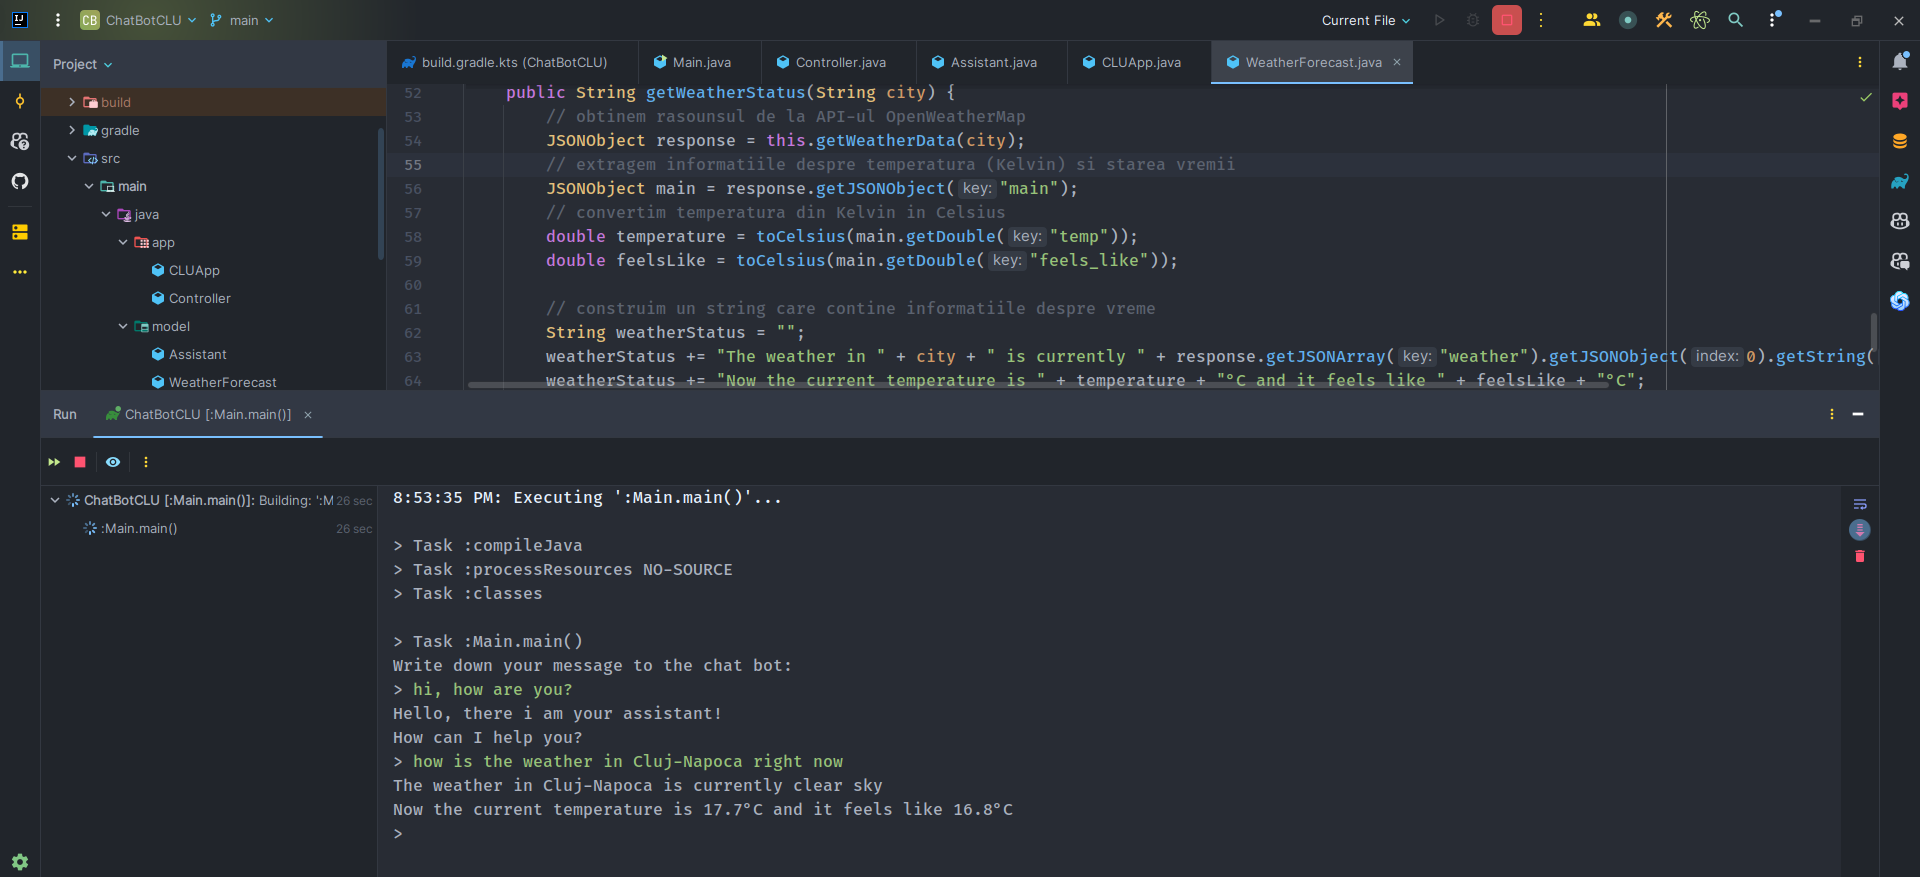 CB ChatBotCLU main Current File
Project
build
gradle
src
main
java
app
CLUApp
Controller
model
Assistant
WeatherForecast
build.gradle.kts (ChatBotCLU) Main.java Controller.java Assistant.java CLUApp.java WeatherForecast.java
52 public String getWeatherStatus(String city) {
53 // obtinem rasounsul de la API-ul OpenWeatherMap
54 JSONObject response = this.getWeatherData(city);
55 // extragem informatiile despre temperatura (Kelvin) si starea vremii
56 JSONObject main = response.getJSONObject( key: "main");
57 // convertim temperatura din Kelvin in Celsius
58 double temperature = toCelsius(main.getDouble( key: "temp"));
59 double feelsLike = toCelsius(main.getDouble( key: "feels_like"));
60
61 // construim un string care contine informatiile despre vreme
62 String weatherStatus = "";
63 weatherStatus += "The weather in " + city + " is currently " + response.getJSONArray( key: "weather").getJSONObject( index: 0).getString(
64 weatherStatus += "Now the current temperature is " + temperature + "°C and it feels like " + feelsLike + "°C";
Run ChatBotCLU [:Main.main()]
ChatBotCLU [:Main.main()]: Building: ':M 26 sec
:Main.main() 26 sec
8:53:35 PM: Executing ':Main.main()'...
> Task :compileJava
> Task :processResources NO-SOURCE
> Task :classes
> Task :Main.main()
Write down your message to the chat bot:
> hi, how are you?
Hello, there i am your assistant!
How can I help you?
> how is the weather in Cluj-Napoca right now
The weather in Cluj-Napoca is currently clear sky
Now the current temperature is 17.7°C and it feels like 16.8°C
>